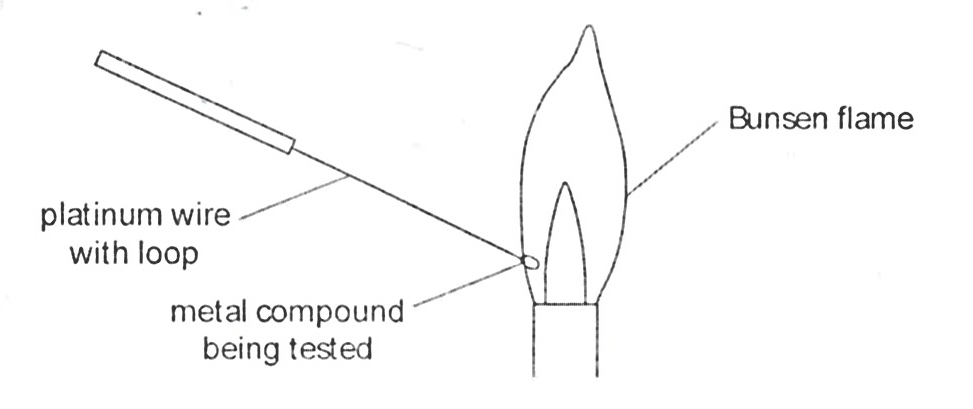 Bunsen flame
platinum wire
with loop
metal compound
being tested